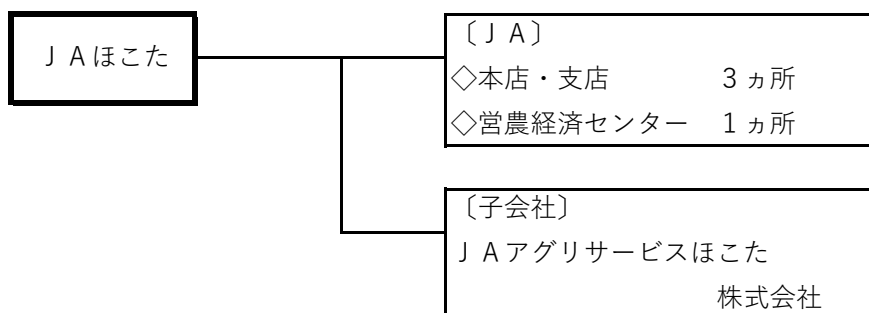 ＪＡほこた
〔ＪＡ〕
◇本店・支店　　　　３ヵ所
◇営農経済センター　１ヵ所
〔子会社〕
ＪＡアグリサービスほこた
株式会社